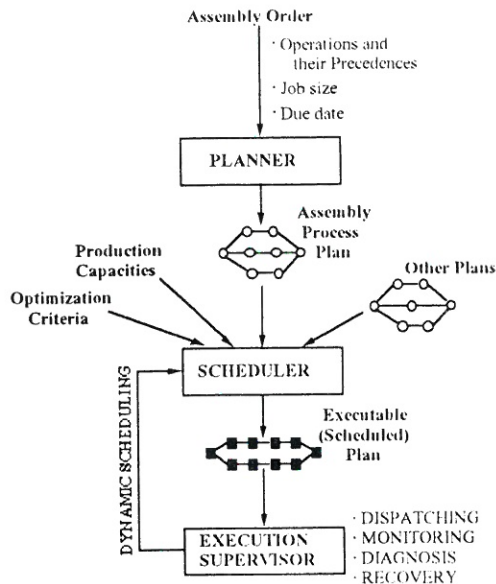 Assembly Order
· Operations and
their Precedences
· Job size
· Due date
PLANNER
Assembly
Process
Plan
Production
Capacities
Other Plans
Optimization
Criteria
SCHEDULER
DYNAMIC SCHEDULING
Executable
(Scheduled)
Plan
EXECUTION
SUPERVISOR
· DISPATCHING
· MONITORING
· DIAGNOSIS
· RECOVERY